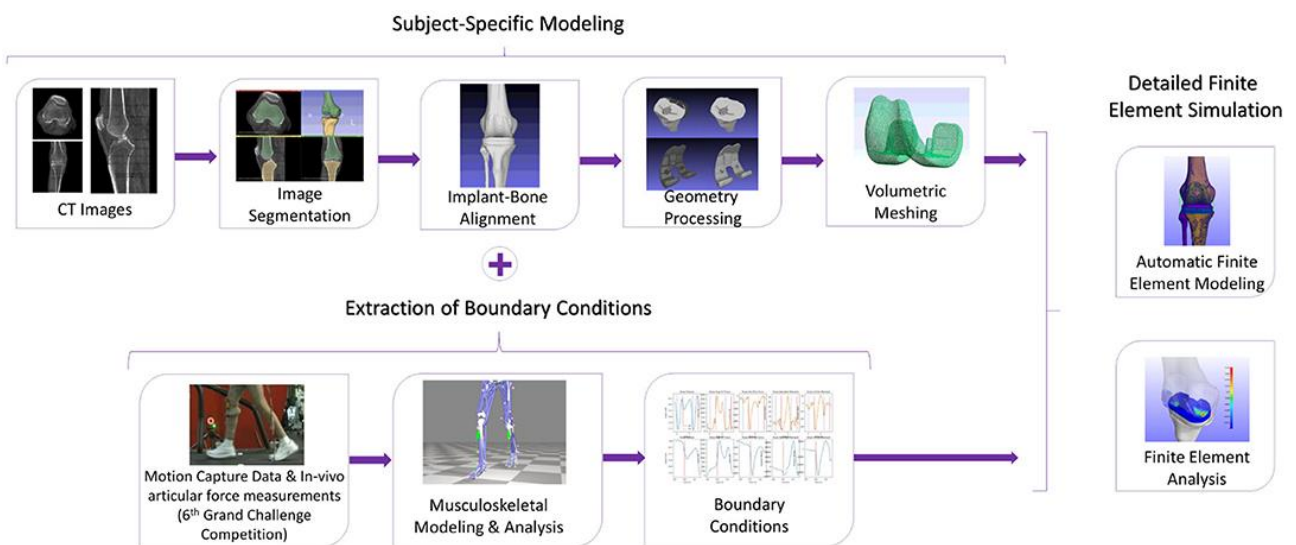 Subject-Specific Modeling
CT Images
Image
Segmentation
Implant-Bone
Alignment
Geometry
Processing
Volumetric
Meshing
Detailed Finite
Element Simulation
Automatic Finite
Element Modeling
Finite Element
Analysis
+
Extraction of Boundary Conditions
Motion Capture Data & In-vivo
articular force measurements
(6th Grand Challenge
Competition)
Musculoskeletal
Modeling & Analysis
Boundary
Conditions